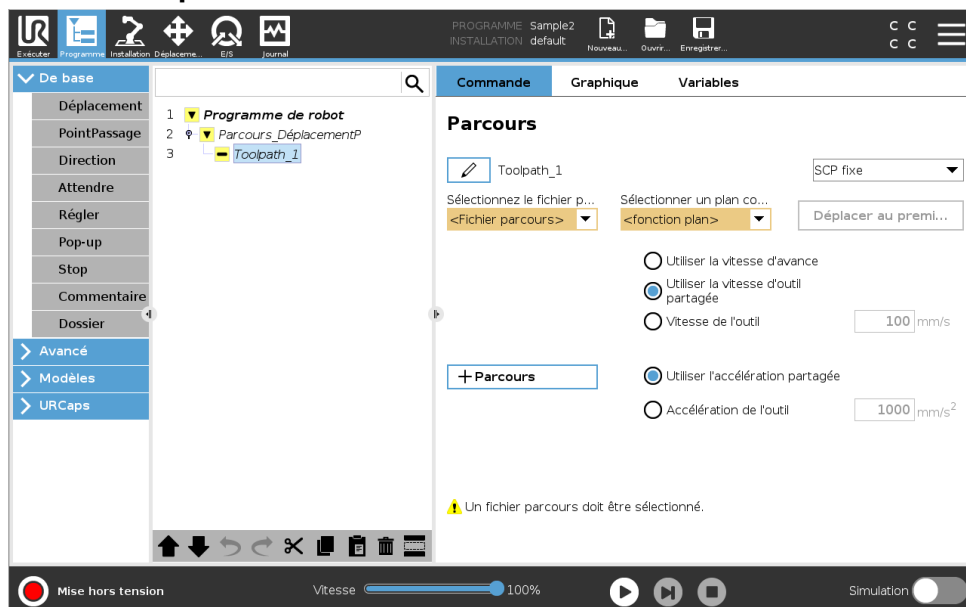 PROGRAMME Sample2
INSTALLATION default
UR
Exécuter
Programme
Installation
Déplaceme...
E/S
Journal
Nouveau...
Ouvrir...
Enregistrer...
C C
C C
De base
Déplacement
PointPassage
Direction
Attendre
Régler
Pop-up
Stop
Commentaire
Dossier
Avancé
Modèles
URCaps
1 Programme de robot
2 Parcours_DéplacementP
3 Toolpath_1
Commande Graphique Variables
Parcours
Toolpath_1 SCP fixe
Sélectionnez le fichier p... Sélectionner un plan co...
<Fichier parcours> <fonction plan> Déplacer au premi...
Utiliser la vitesse d'avance
Utiliser la vitesse d'outil
partagée
Vitesse de l'outil 100 mm/s
+Parcours Utiliser l'accélération partagée
Accélération de l'outil 1000 mm/s²
Un fichier parcours doit être sélectionné.
Mise hors tension Vitesse 100% Simulation